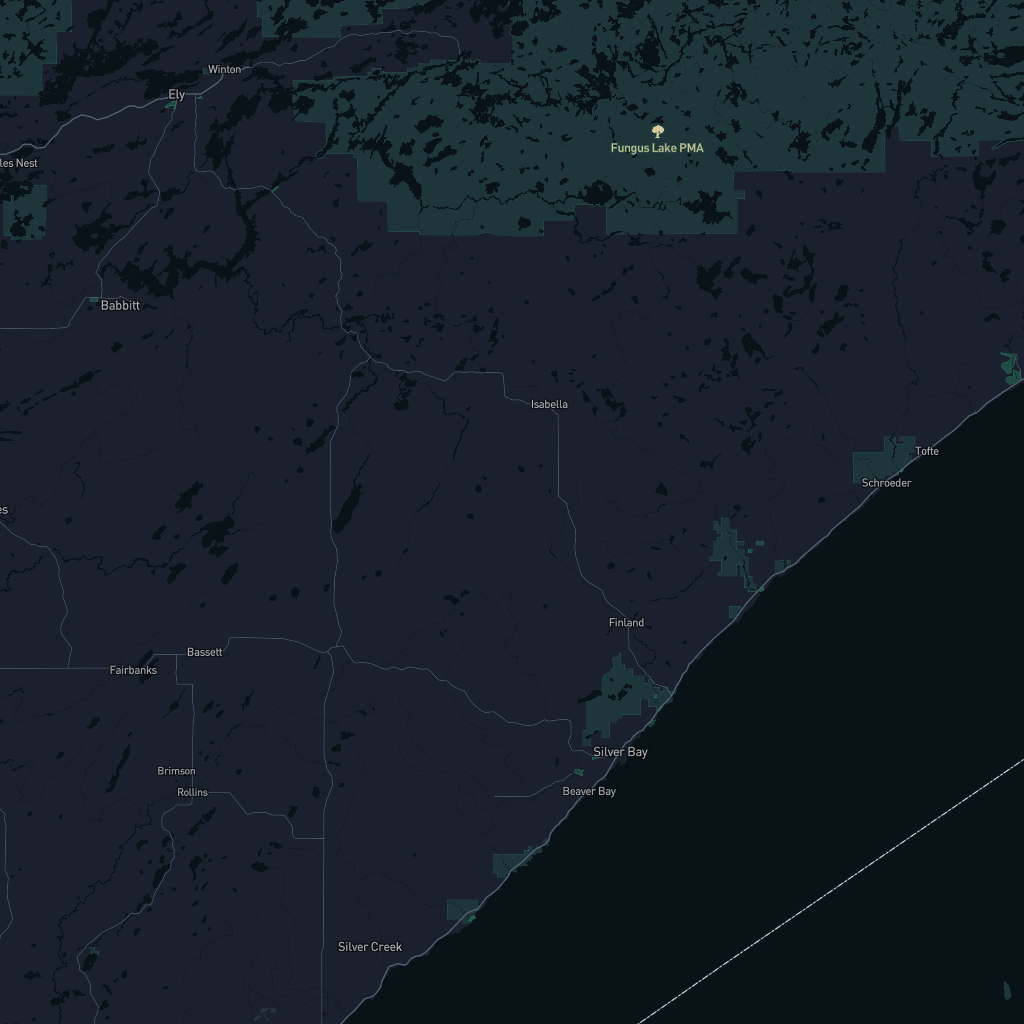 Winton
Ely
Fungus Lake PMA
les Nest
Babbitt
Isabella
Tofte
Schroeder
es
Finland
Bassett
Fairbanks
Silver Bay
Brimson
Rollins
Beaver Bay
Silver Creek